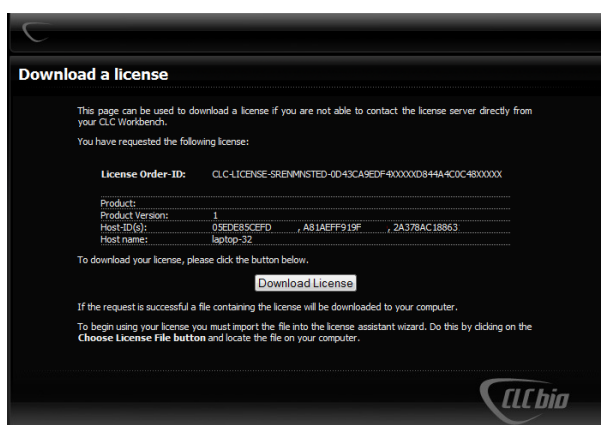 Download a license
This page can be used to download a license if you are not able to contact the license server directly from
your CLC Workbench.
You have requested the following license:
License Order-ID: CLC-LICENSE-SRENMNSTED-0D43CA9EDF4XXXXXD844A4C0C48XXXXX
Product:
Product Version: 1
Host-ID(s): 05EDE85CEFD , A81AEFF919F , 2A378AC18863
Host name: laptop-32
To download your license, please click the button below.
Download License
If the request is successful a file containing the license will be downloaded to your computer.
To begin using your license you must import the file into the license assistant wizard. Do this by clicking on the
Choose License File button and locate the file on your computer.
CLC bio